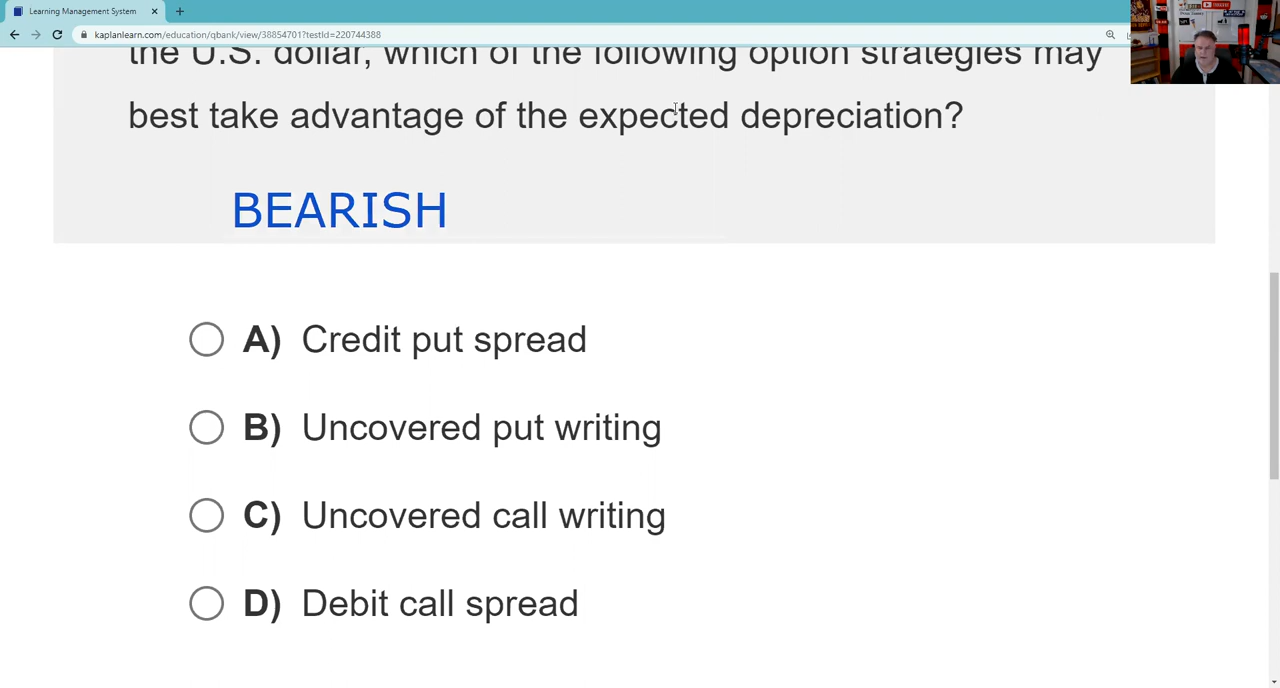 Learning Management System
kaplanlearn.com/education/qbank/view/38854701?testId=220744388
the U.S. dollar, which of the following option strategies may
best take advantage of the expected depreciation?
BEARISH
A) Credit put spread
B) Uncovered put writing
C) Uncovered call writing
D) Debit call spread